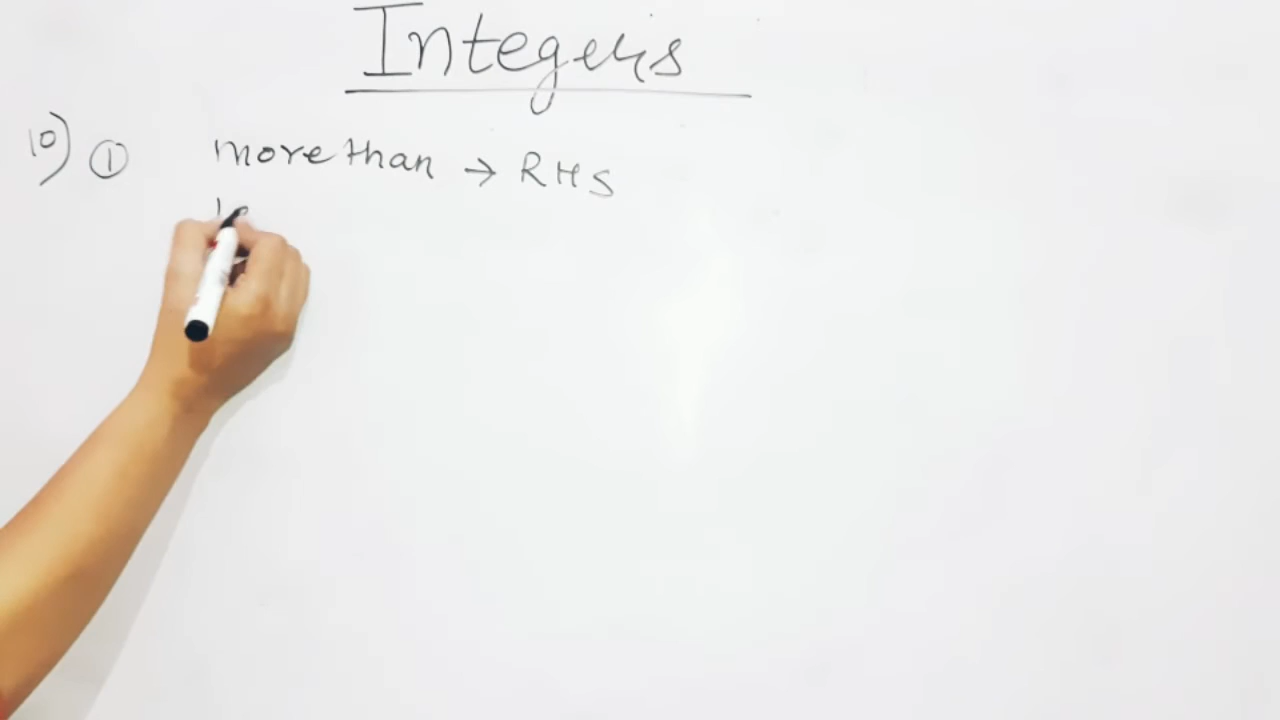 Integers
10) ① more than → RHS